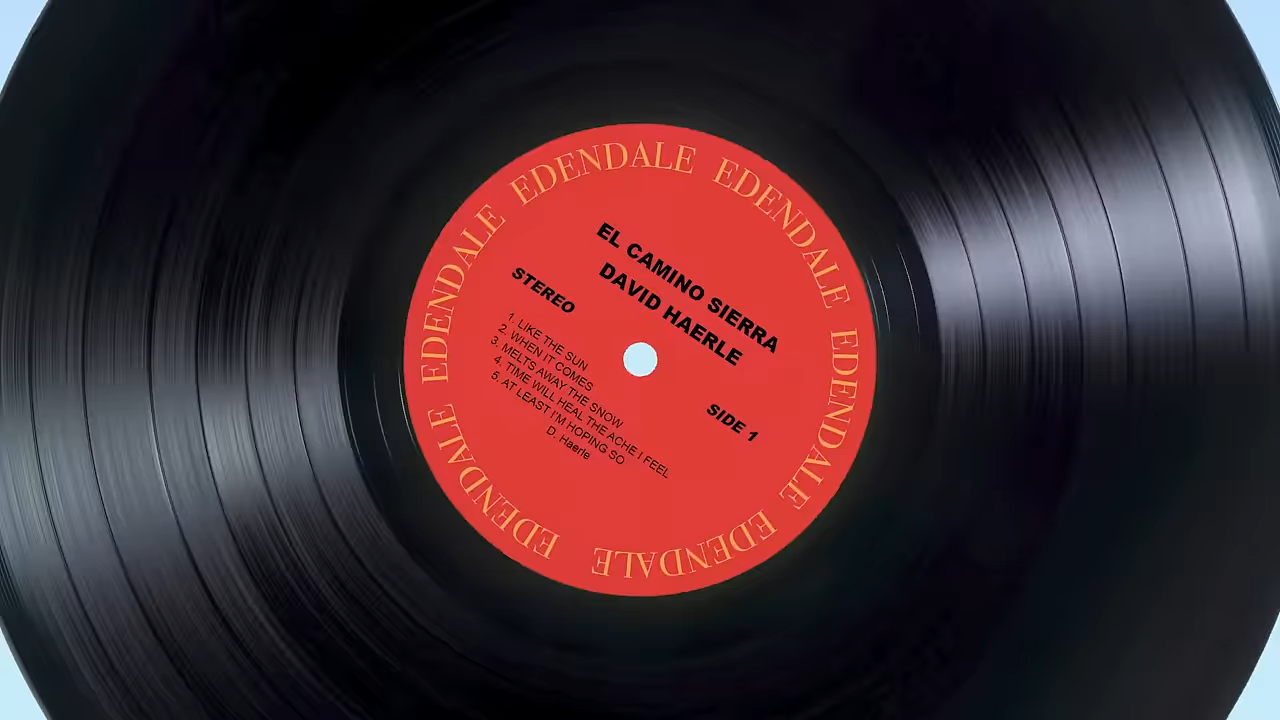 EDENDALE EDENDALE EDENDALE EDENDALE EDENDALE EDENDALE EDENDALE EDENDALE
EL CAMINO SIERRA
DAVID HAERLE
STEREO
SIDE 1
1. LIKE THE SUN
2. WHEN IT COMES
3. MELTS AWAY THE SNOW
4. TIME WILL HEAL THE ACHE I FEEL
5. AT LEAST I'M HOPING SO
D. Haerle